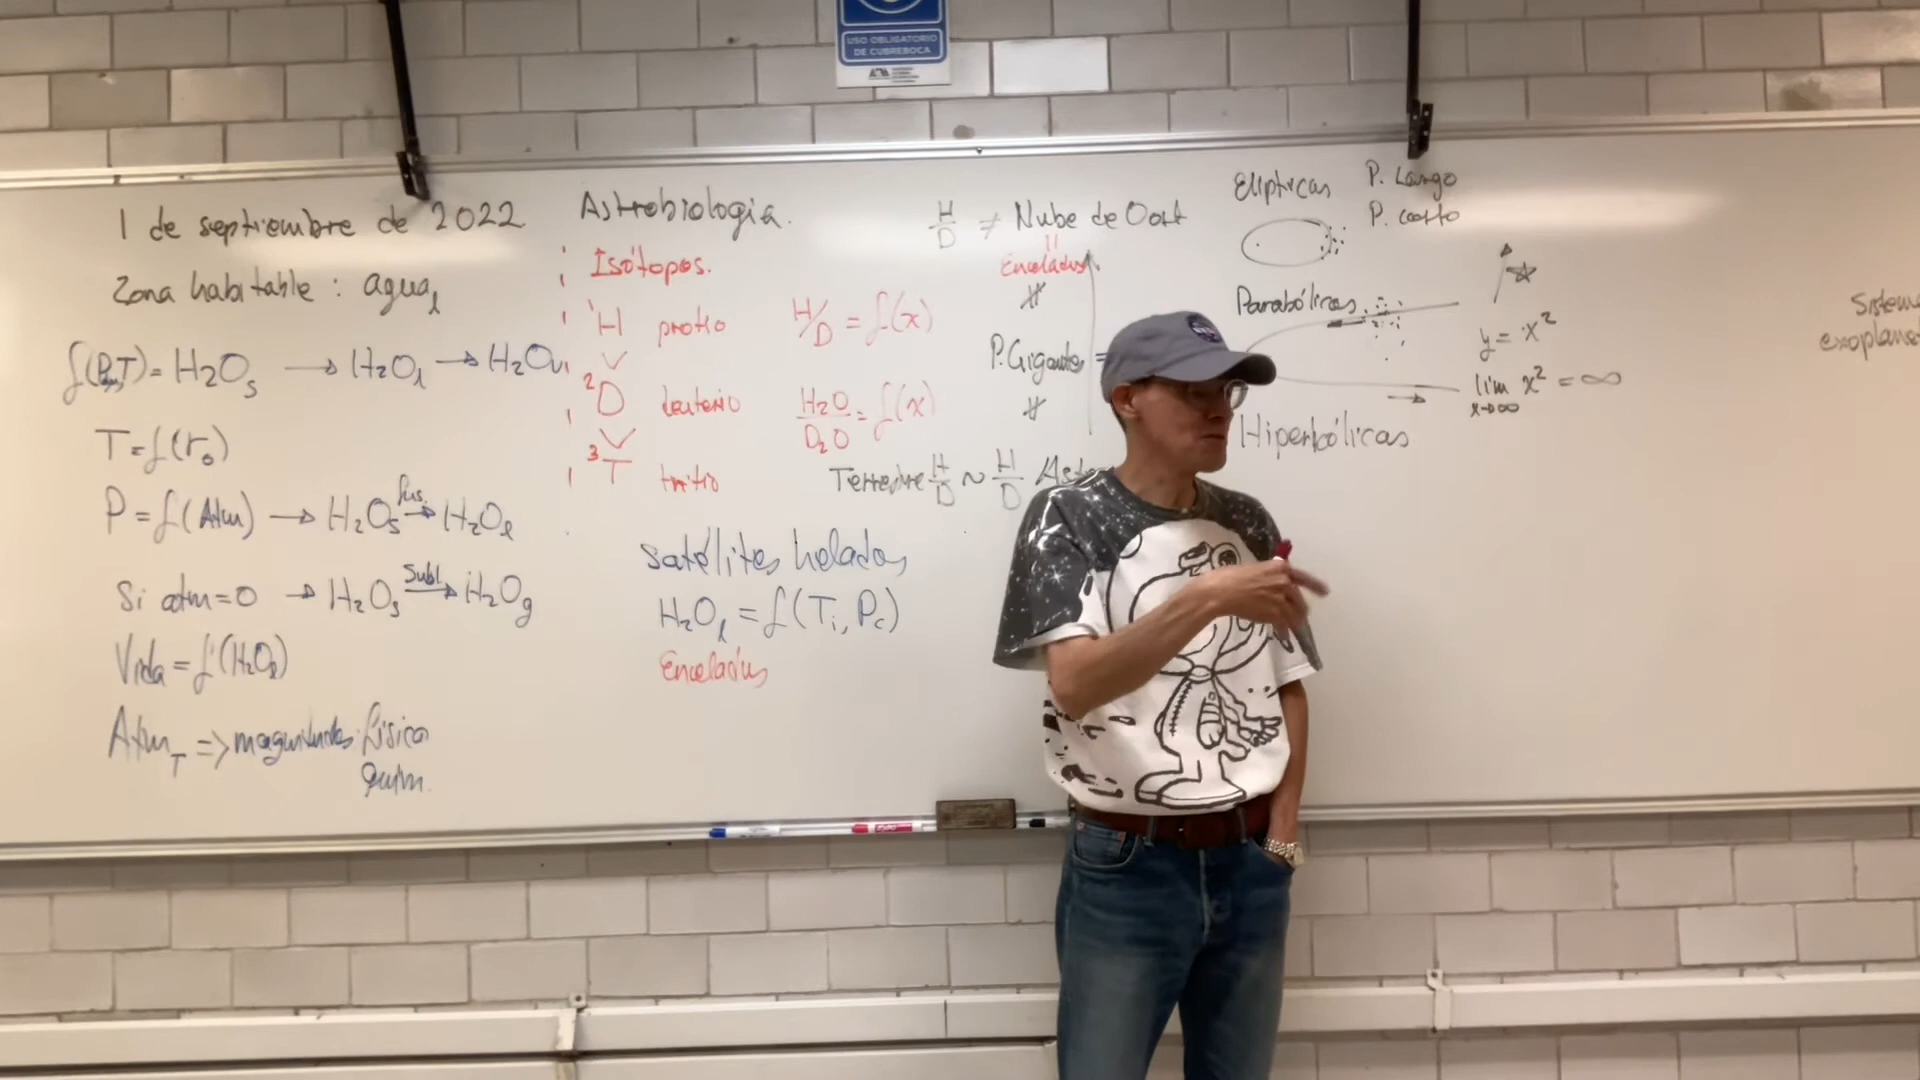 USO OBLIGATORIO
DE CUBREBOCA
1 de septiembre de 2022
Zona habitable : agua l
f(P,T) = H2Os → H2Ol → H2Ov
T = f(r0)
P = f(Atm) → H2Os fus. → H2Ol
Si atm = 0 → H2Os Subl → H2Og
Vida = f(H2Ol)
AtmT => magnitudes física
quím.
Astrobiología.
Isótopos.
1H protio
2D deuterio
3T tritio
H/D = f(x)
H2O/D2O = f(x)
Satélites helados
H2Ol = f(Ti, Pc)
Enceladus
H/D ≠ Nube de Oort
=
Enceladus
≠
P. Gigantes =
≠
Terrestre H/D ~ H/D
Elípticas P. Largo
P. corto
Parabólicas
y = x²
lim x² = ∞
x→∞
Hiperbólicas